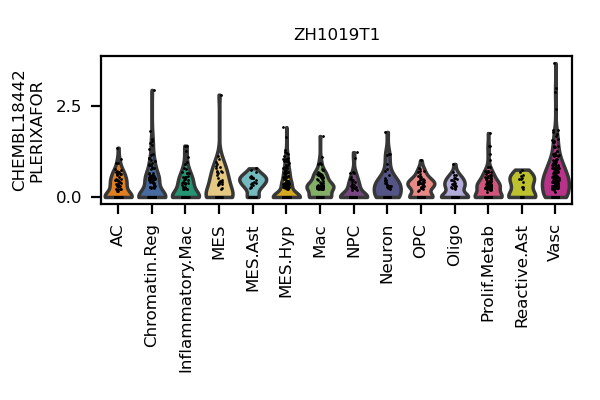 ZH1019T1
CHEMBL18442
PLERIXAFOR
2.5
0.0
AC
Chromatin.Reg
Inflammatory.Mac
MES
MES.Ast
MES.Hyp
Mac
NPC
Neuron
OPC
Oligo
Prolif.Metab
Reactive.Ast
Vasc